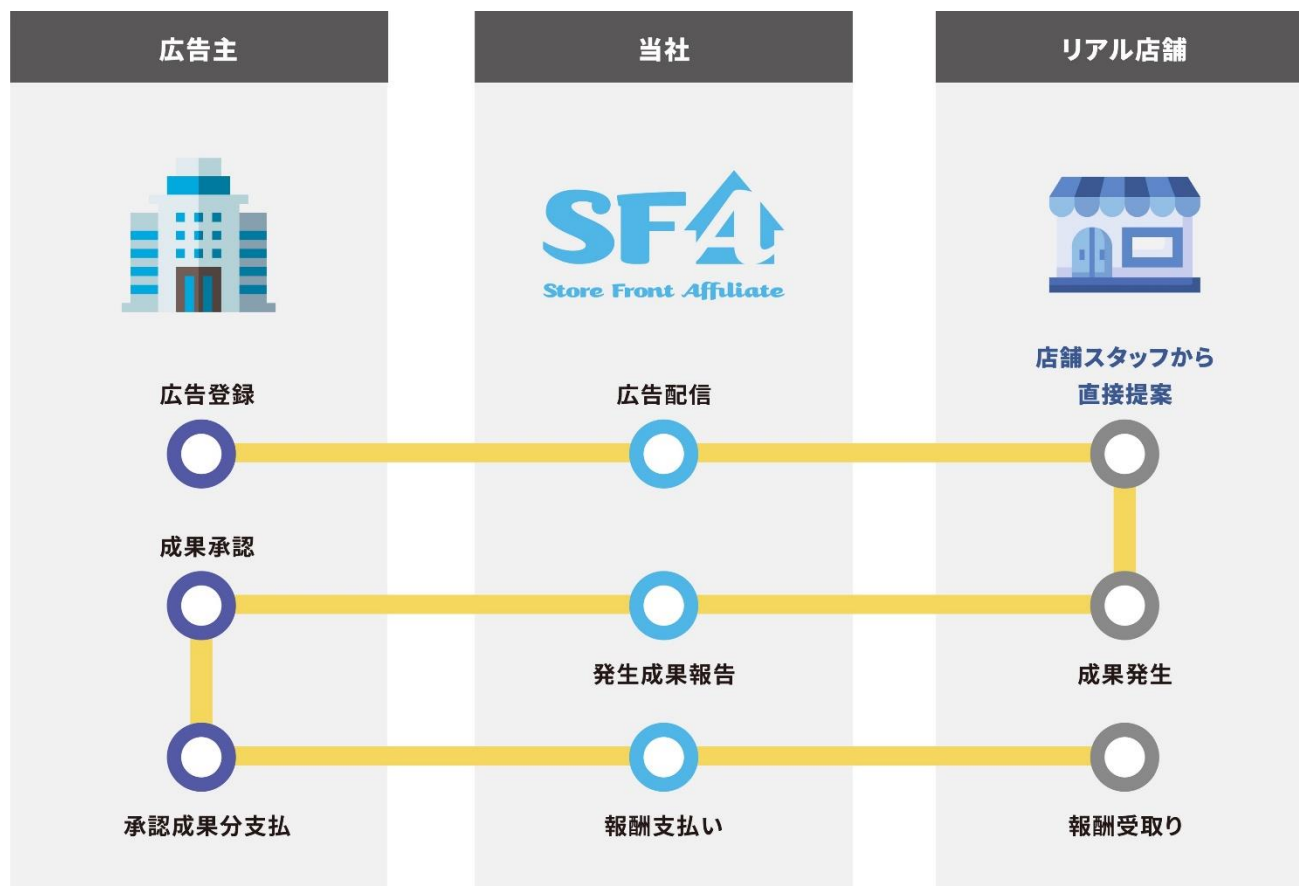 広告主
当社
リアル店舗
SFA
Store Front Affiliate
店舗スタッフから
直接提案
広告登録
広告配信
成果承認
発生成果報告
成果発生
承認成果分支払
報酬支払い
報酬受取り